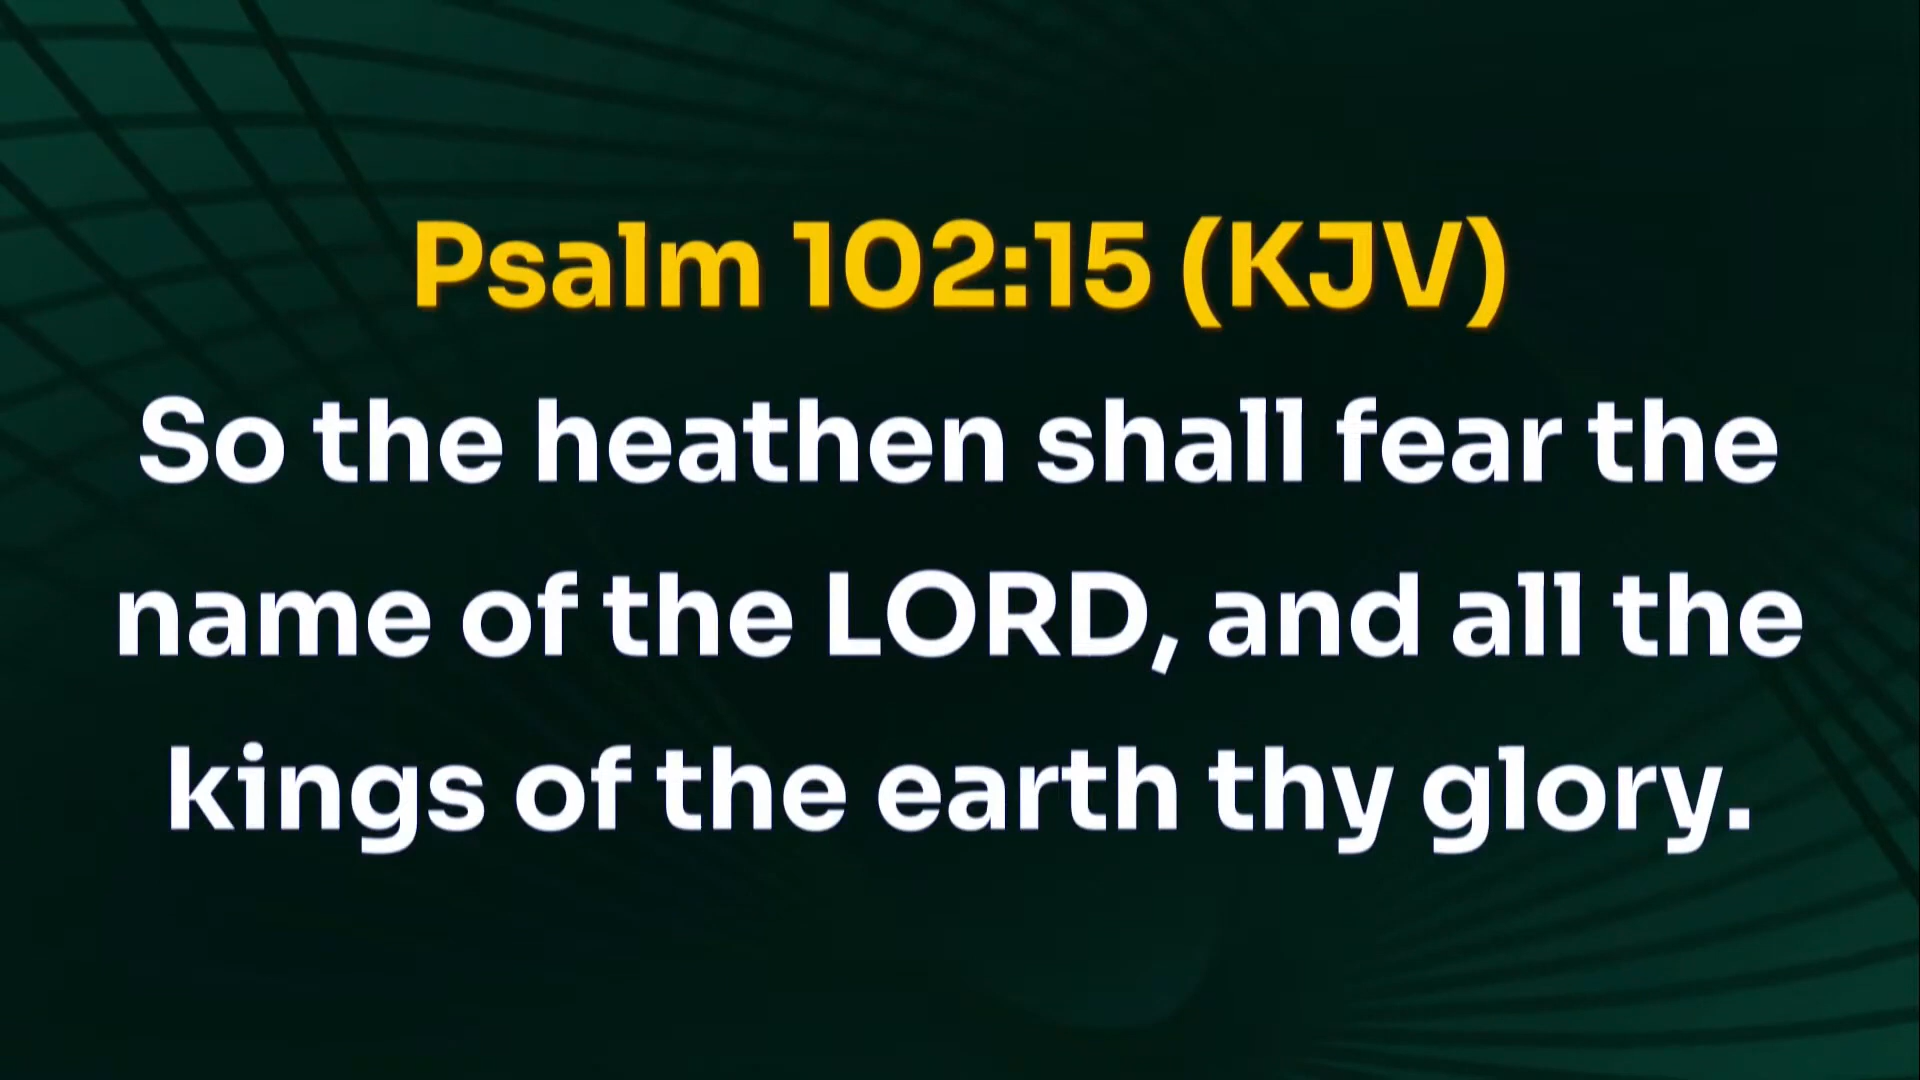 Psalm 102:15 (KJV)
So the heathen shall fear the
name of the LORD, and all the
kings of the earth thy glory.